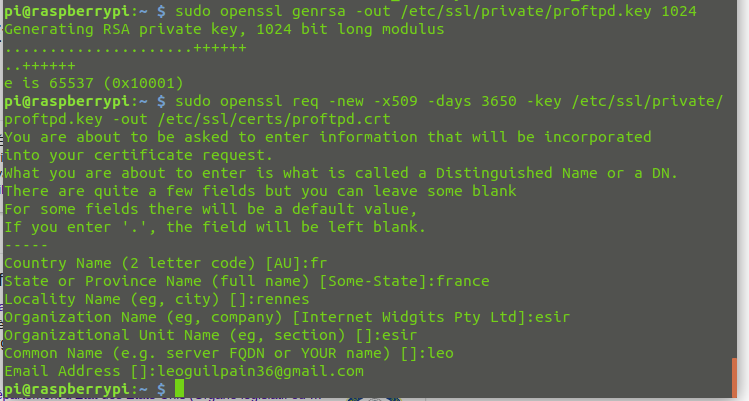 pi@raspberrypi:~ $ sudo openssl genrsa -out /etc/ssl/private/proftpd.key 1024
Generating RSA private key, 1024 bit long modulus
.....................++++++
..++++++
e is 65537 (0x10001)
pi@raspberrypi:~ $ sudo openssl req -new -x509 -days 3650 -key /etc/ssl/private/
proftpd.key -out /etc/ssl/certs/proftpd.crt
You are about to be asked to enter information that will be incorporated
into your certificate request.
What you are about to enter is what is called a Distinguished Name or a DN.
There are quite a few fields but you can leave some blank
For some fields there will be a default value,
If you enter '.', the field will be left blank.
-----
Country Name (2 letter code) [AU]:fr
State or Province Name (full name) [Some-State]:france
Locality Name (eg, city) []:rennes
Organization Name (eg, company) [Internet Widgits Pty Ltd]:esir
Organizational Unit Name (eg, section) []:esir
Common Name (e.g. server FQDN or YOUR name) []:leo
Email Address []:leoguilpain36@gmail.com
pi@raspberrypi:~ $